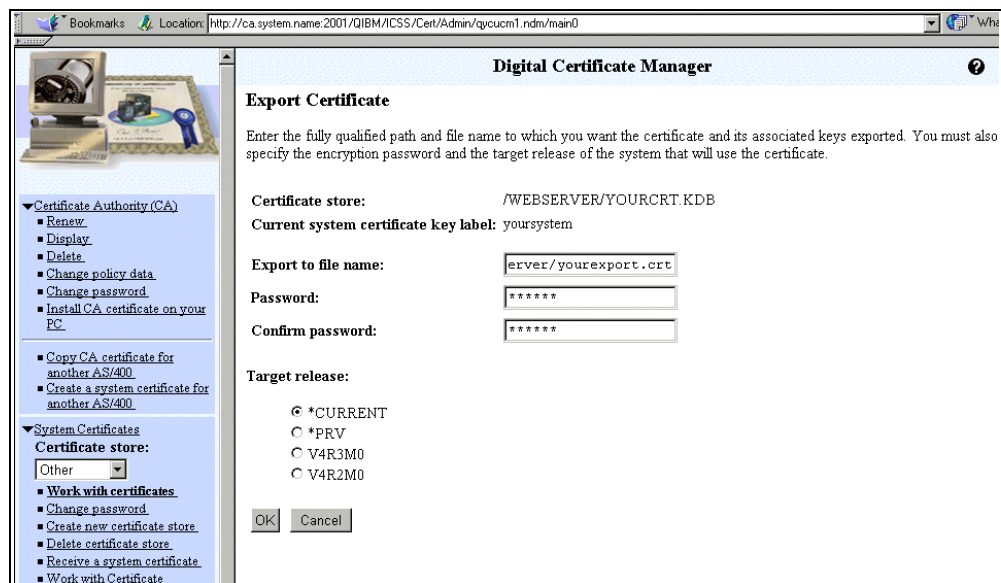 Bookmarks Location: http://ca.system.name:2001/QIBM/ICSS/Cert/Admin/qycucm1.ndm/main0
Digital Certificate Manager
Export Certificate
Enter the fully qualified path and file name to which you want the certificate and its associated keys exported. You must also
specify the encryption password and the target release of the system that will use the certificate.
Certificate store: /WEBSERVER/YOURCRT.KDB
Current system certificate key label: yoursystem
Export to file name: erver/yourexport.crt
Password: ******
Confirm password: ******
Target release:
*CURRENT
*PRV
V4R3M0
V4R2M0
OK Cancel
Certificate Authority (CA)
Renew
Display
Delete
Change policy data
Change password
Install CA certificate on your
PC
Copy CA certificate for
another AS/400
Create a system certificate for
another AS/400
System Certificates
Certificate store:
Other
Work with certificates
Change password
Create new certificate store
Delete certificate store
Receive a system certificate
Work with Certificate